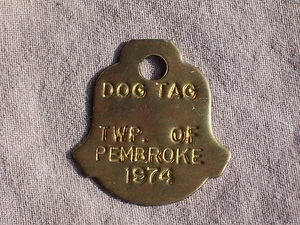 DOG TAG
TWP. OF
PEMBROKE
1974